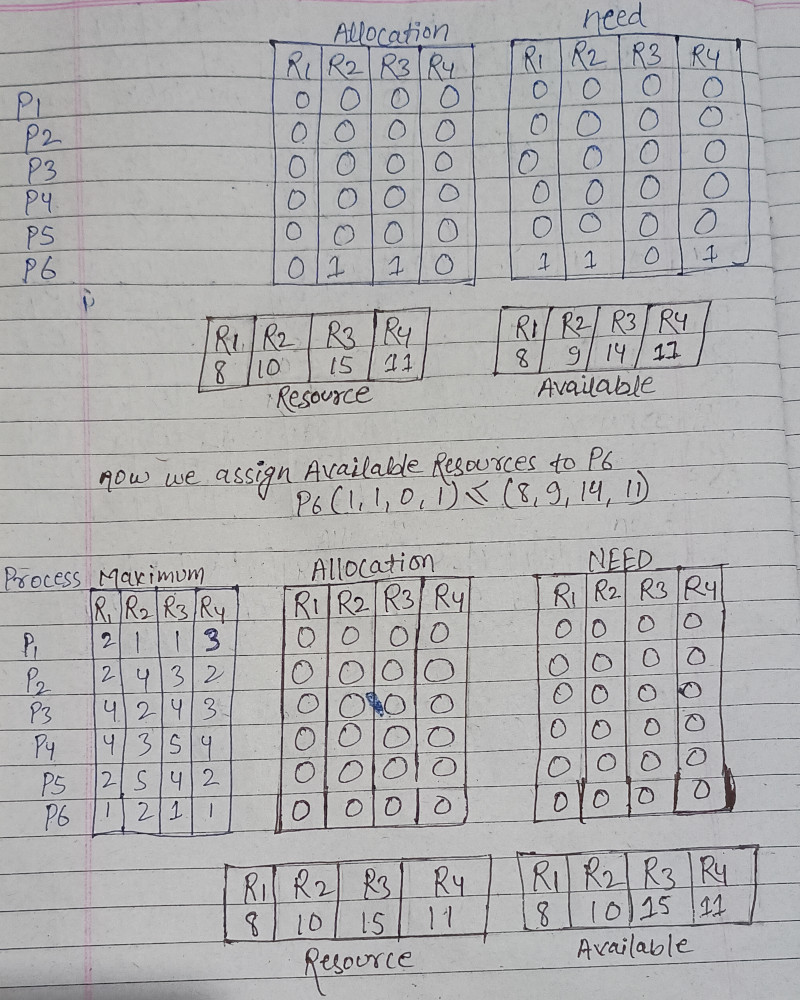 Allocation need
R1 R2 R3 R4 R1 R2 R3 R4
P1 0 0 0 0 0 0 0 0
P2 0 0 0 0 0 0 0 0
P3 0 0 0 0 0 0 0 0
P4 0 0 0 0 0 0 0 0
P5 0 0 0 0 0 0 0 0
P6 0 1 1 0 1 1 0 1
R1 R2 R3 R4 R1 R2 R3 R4
8 10 15 11 8 9 14 11
Resource Available
now we assign Available Resources to P6
P6 (1, 1, 0, 1) < (8, 9, 14, 11)
Process Maximum Allocation NEED
R1 R2 R3 R4 R1 R2 R3 R4 R1 R2 R3 R4
P1 2 1 1 3 0 0 0 0 0 0 0 0
P2 2 4 3 2 0 0 0 0 0 0 0 0
P3 4 2 4 3 0 0 0 0 0 0 0 0
P4 4 3 5 4 0 0 0 0 0 0 0 0
P5 2 5 4 2 0 0 0 0 0 0 0 0
P6 1 2 1 1 0 0 0 0 0 0 0 0
R1 R2 R3 R4 R1 R2 R3 R4
8 10 15 11 8 10 15 11
Resource Available